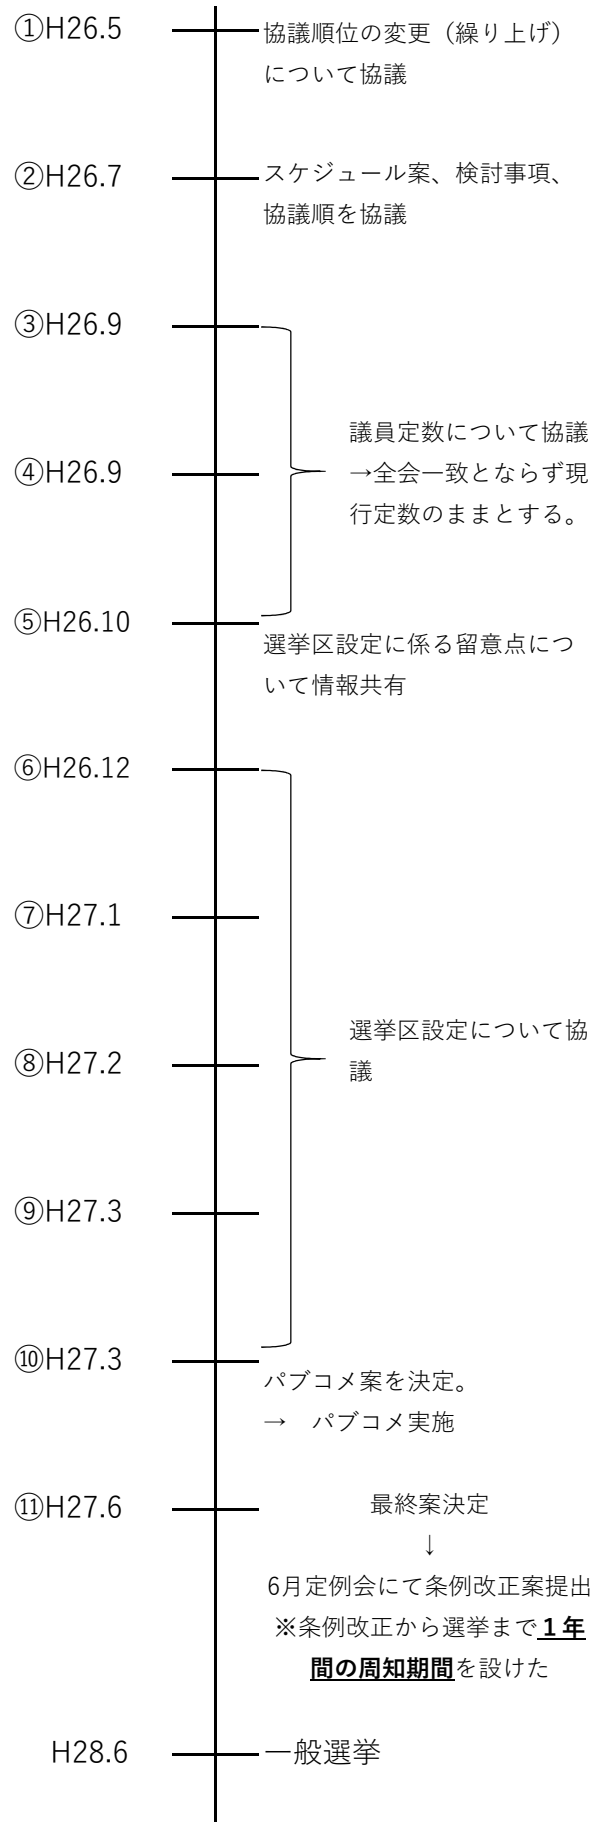 ①H26.5
協議順位の変更（繰り上げ）
について協議
②H26.7
スケジュール案、検討事項、
協議順を協議
③H26.9
④H26.9
議員定数について協議
→全会一致とならず現
行定数のままとする。
⑤H26.10
選挙区設定に係る留意点につ
いて情報共有
⑥H26.12
⑦H27.1
⑧H27.2
選挙区設定について協
議
⑨H27.3
⑩H27.3
パブコメ案を決定。
→　パブコメ実施
⑪H27.6
最終案決定
↓
6月定例会にて条例改正案提出
※条例改正から選挙まで１年
間の周知期間を設けた
H28.6
一般選挙